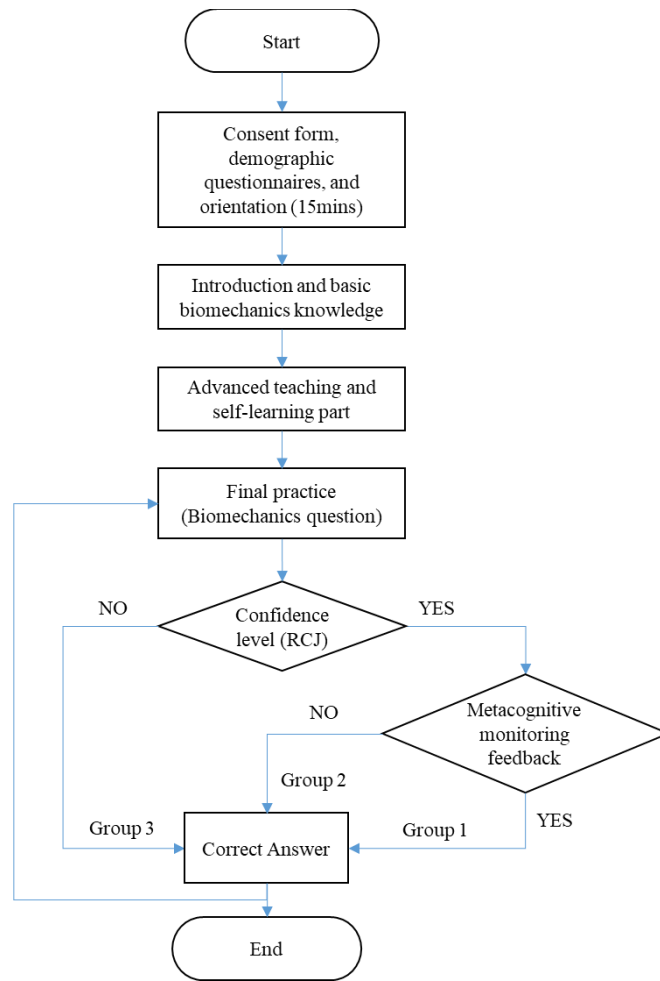 Start
Consent form,
demographic
questionnaires, and
orientation (15mins)
Introduction and basic
biomechanics knowledge
Advanced teaching and
self-learning part
Final practice
(Biomechanics question)
NO
YES
Confidence
level (RCJ)
NO
Metacognitive
monitoring
feedback
Group 2
Group 3
Group 1
YES
Correct Answer
End